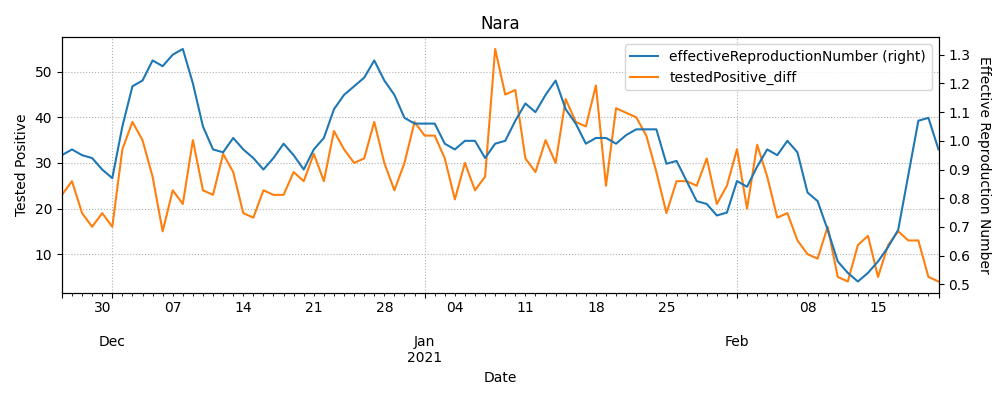 Nara
effectiveReproductionNumber (right)
testedPositive_diff
Tested Positive
50
40
30
20
10
1.3
1.2
1.1
1.0
0.9
0.8
0.7
0.6
0.5
Effective Reproduction Number
30 07 14 21 28 04 11 18 25 08 15
Dec Jan Feb
2021
Date